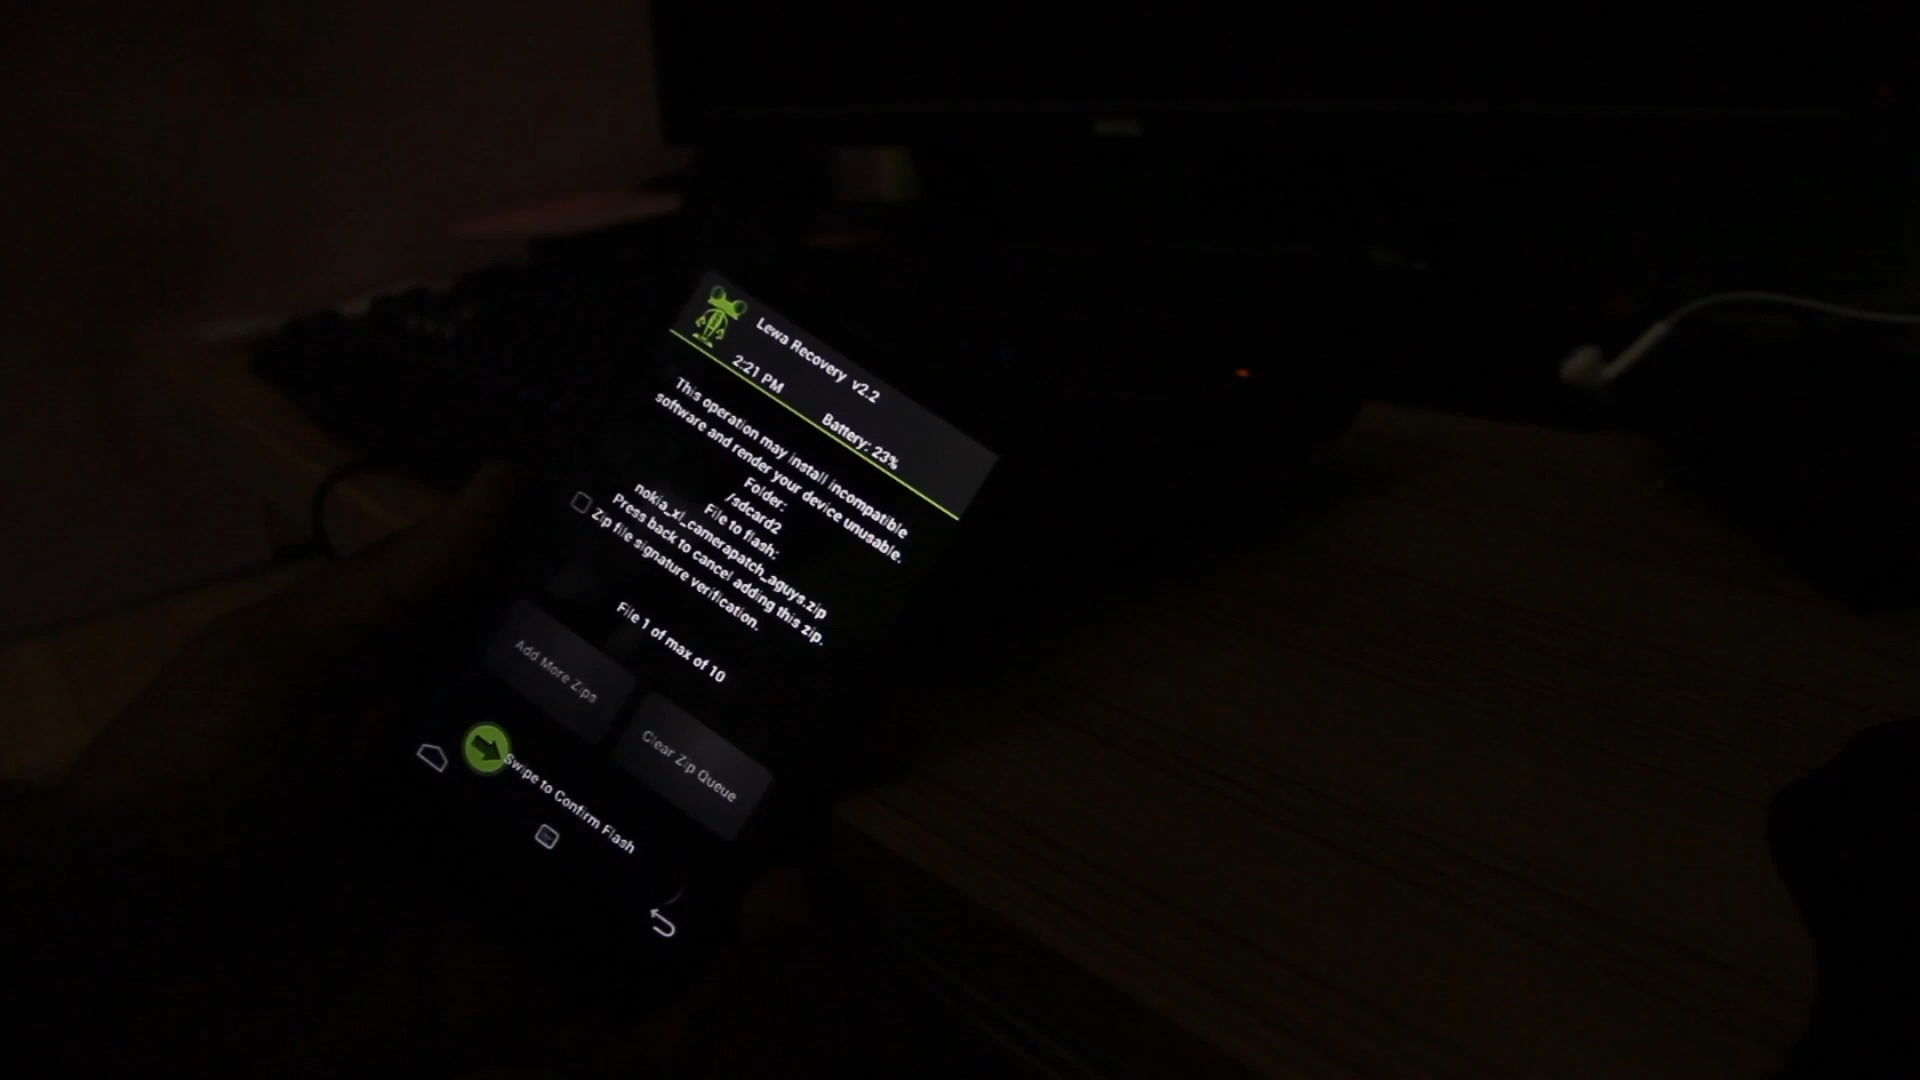 Lewa Recovery v2.2
2:21 PM
Battery: 23%
This operation may install incompatible
software and render your device unusable.
Folder:
/sdcard2
File to flash:
nokia_xl_camerapatch_aguys.zip
Press back to cancel adding this zip.
Zip file signature verification.
File 1 of max of 10
Add More Zips
Clear Zip Queue
Swipe to Confirm Flash